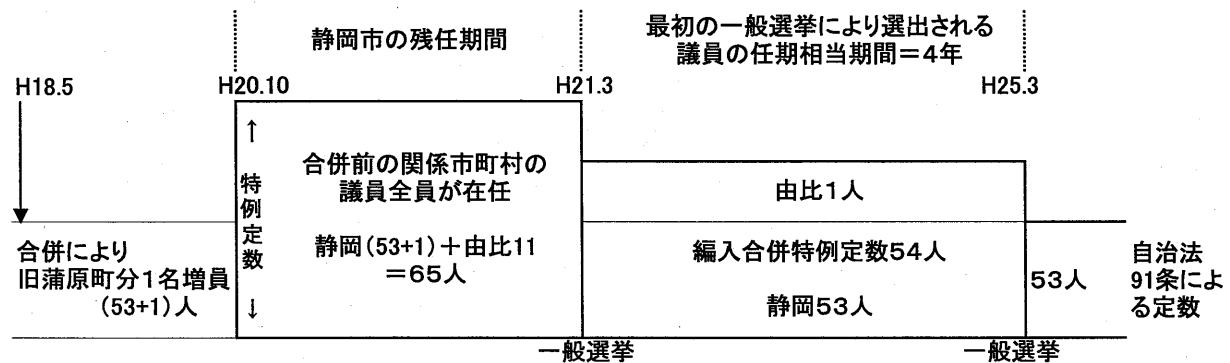 静岡市の残任期間
最初の一般選挙により選出される
議員の任期相当期間＝4年
H18.5
H20.10
H21.3
H25.3
↑
特例定数
↓
合併前の関係市町村の
議員全員が在任
静岡(53+1)＋由比11
＝65人
由比1人
合併により
旧蒲原町分1名増員
(53+1)人
編入合併特例定数54人
静岡53人
53人
自治法
91条によ
る定数
一般選挙
一般選挙